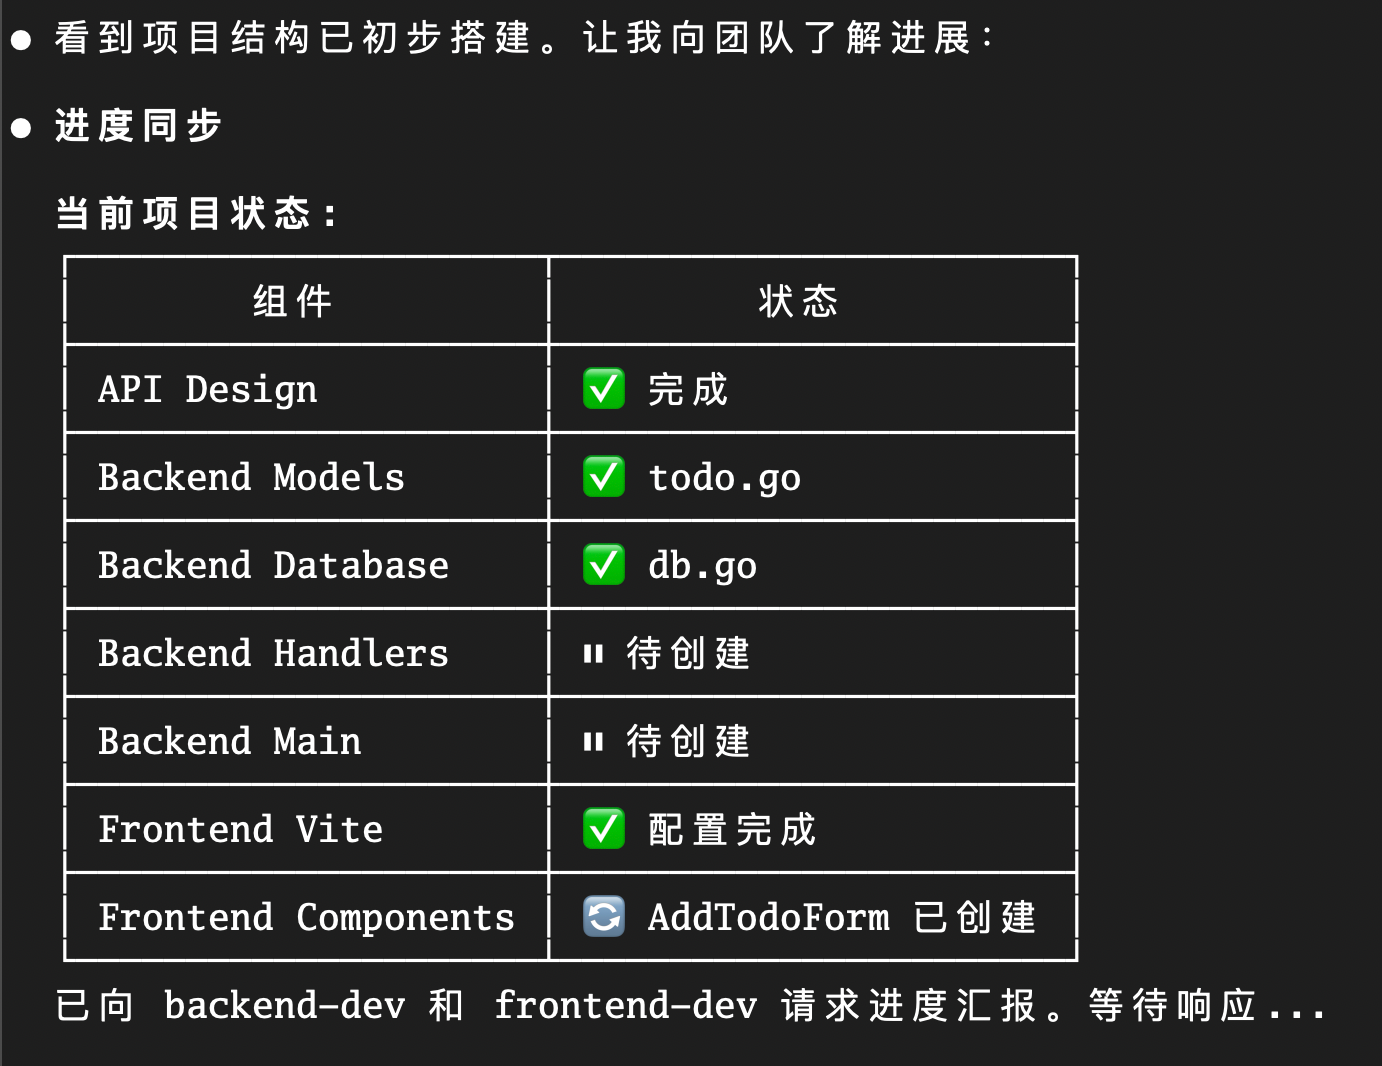 看到项目结构已初步搭建。让我向团队了解进展：
进度同步
当前项目状态：
组件 状态
API Design ✅ 完成
Backend Models ✅ todo.go
Backend Database ✅ db.go
Backend Handlers ⏸ 待创建
Backend Main ⏸ 待创建
Frontend Vite ✅ 配置完成
Frontend Components 🔄 AddTodoForm 已创建
已向 backend-dev 和 frontend-dev 请求进度汇报。等待响应...